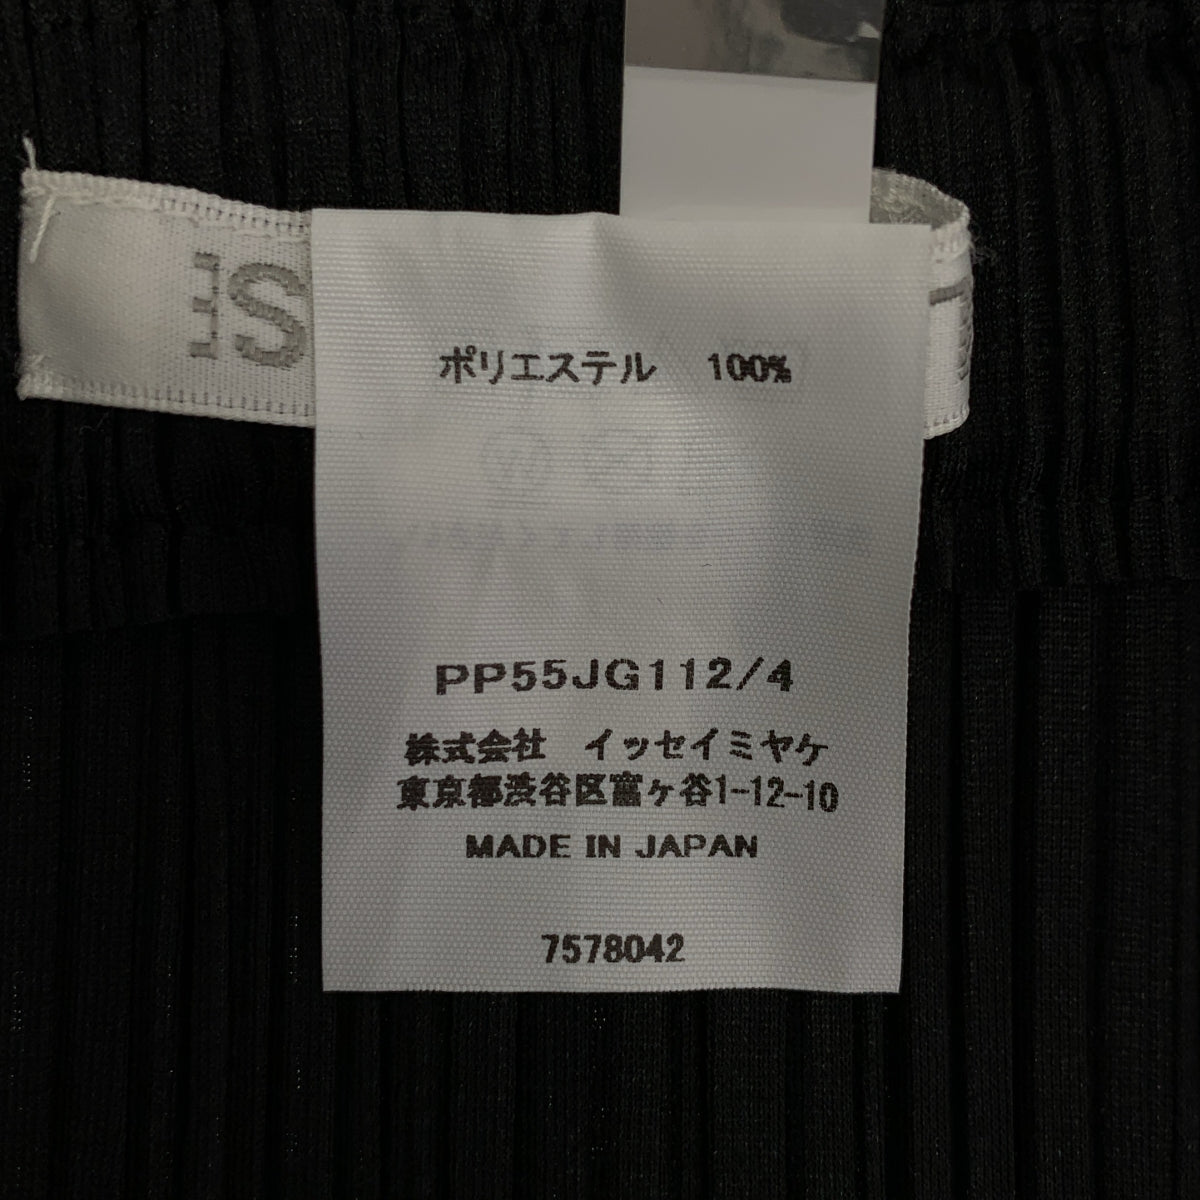 ポリエステル 100%
PP55JG112/4
株式会社 イッセイミヤケ
東京都渋谷区富ヶ谷1-12-10
MADE IN JAPAN
7578042